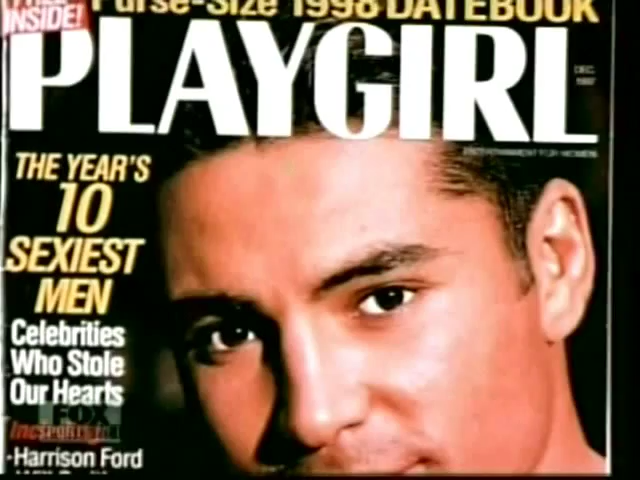 INSIDE!
Purse-Size 1998 DATEBOOK
PLAYGIRL
DEC.
1997
ENTERTAINMENT FOR WOMEN
THE YEAR'S
10
SEXIEST
MEN
Celebrities
Who Stole
Our Hearts
FOX
SPORTS
-Harrison Ford